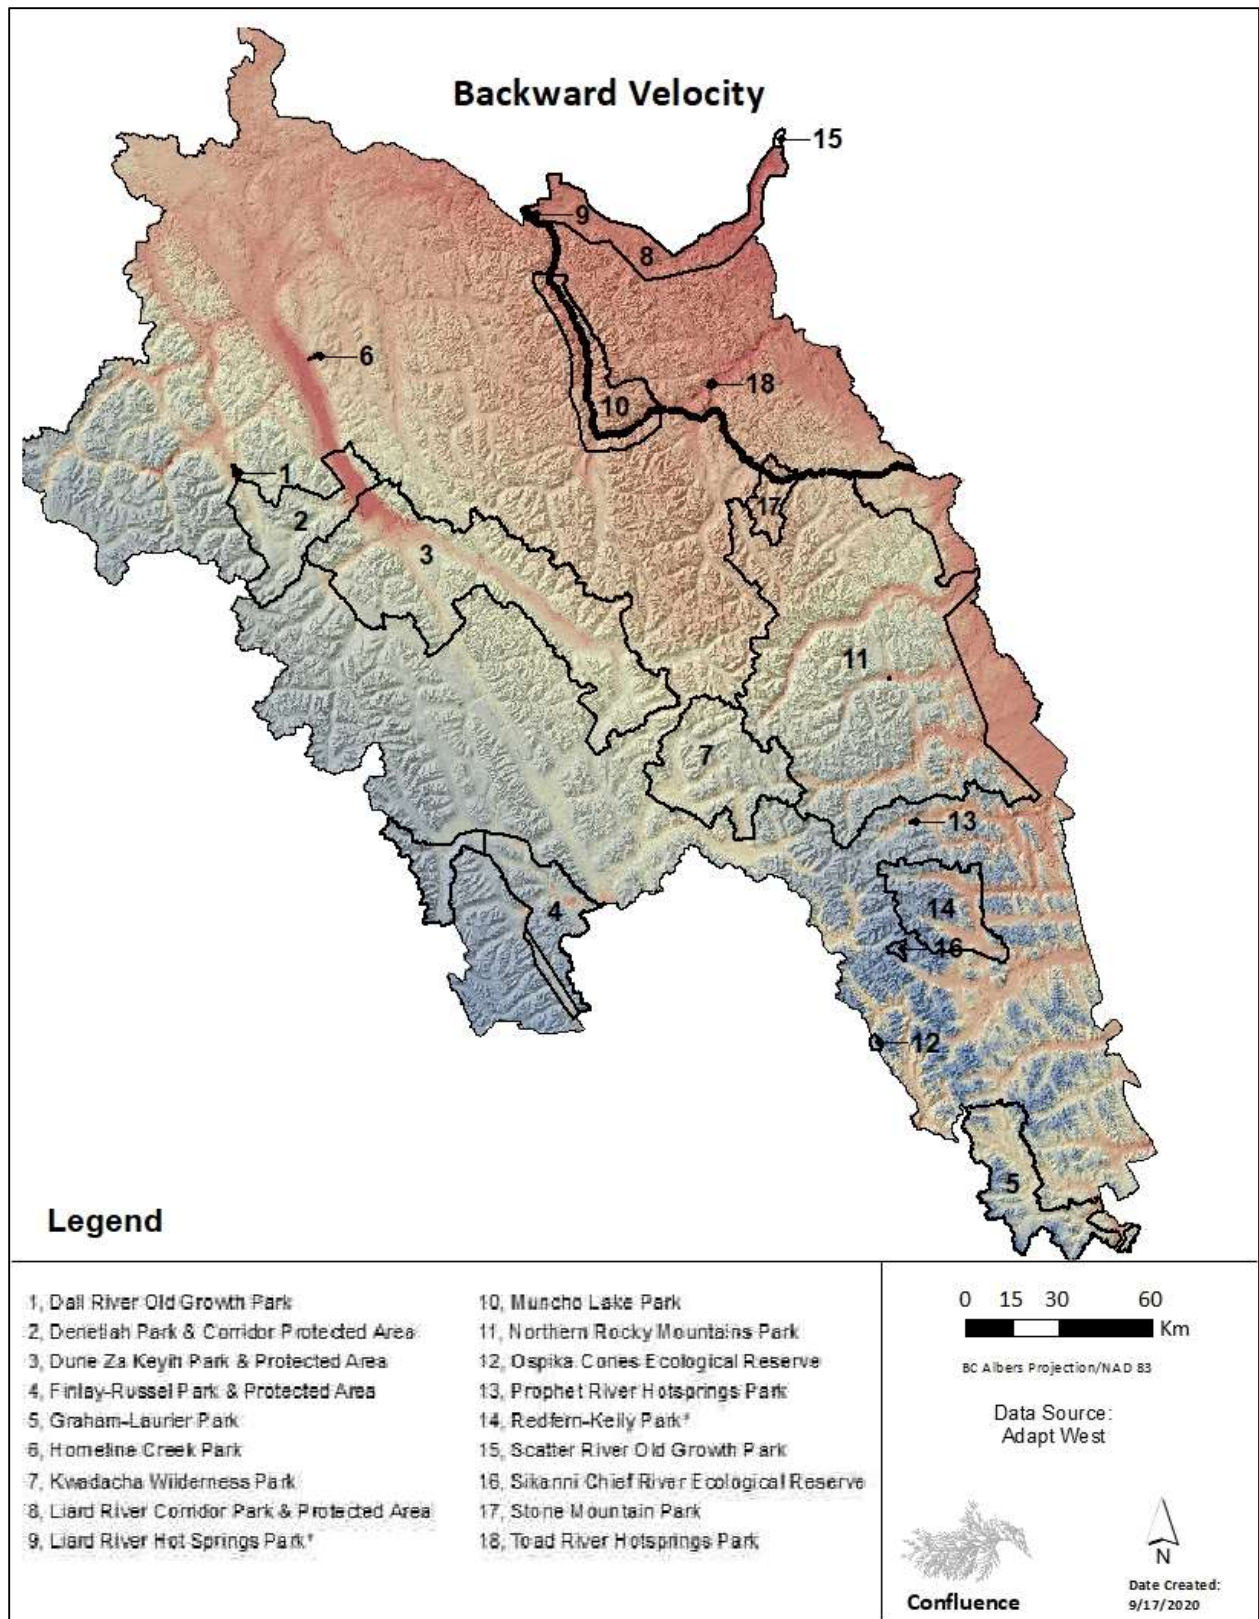 Backward Velocity
15
9
8
6
18
10
1
17
2
3
11
7
13
4
14
16
12
5
Legend
1, Dall River Old Growth Park
2, Denetiah Park & Corridor Protected Area
3, Dune Za Keyih Park & Protected Area
4, Finlay-Russel Park & Protected Area
5, Graham-Laurier Park
6, Horneline Creek Park
7, Kwadacha Wilderness Park
8, Liard River Corridor Park & Protected Area
9, Liard River Hot Springs Park*
10, Muncho Lake Park
11, Northern Rocky Mountains Park
12, Ospika Cones Ecological Reserve
13, Prophet River Hotsprings Park
14, Redfern-Kelly Park*
15, Scatter River Old Growth Park
16, Sikanni Chief River Ecological Reserve
17, Stone Mountain Park
18, Toad River Hotsprings Park
0 15 30 60
Km
BC Albers Projection/NAD 83
Data Source:
Adapt West
Confluence
N
Date Created:
9/17/2020